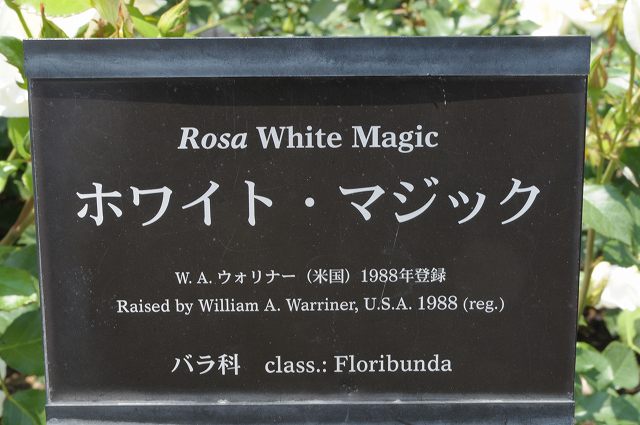 Rosa White Magic
ホワイト・マジック
W. A. ウォリナー（米国）1988年登録
Raised by William A. Warriner, U.S.A. 1988 (reg.)
バラ科　class.: Floribunda